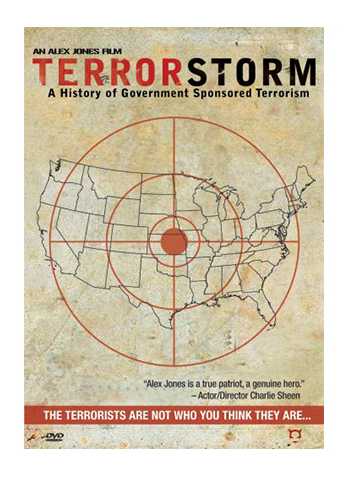 AN ALEX JONES FILM
TERRORSTORM
A History of Government Sponsored Terrorism
“Alex Jones is a true patriot, a genuine hero.”
– Actor/Director Charlie Sheen
THE TERRORISTS ARE NOT WHO YOU THINK THEY ARE...
DVD